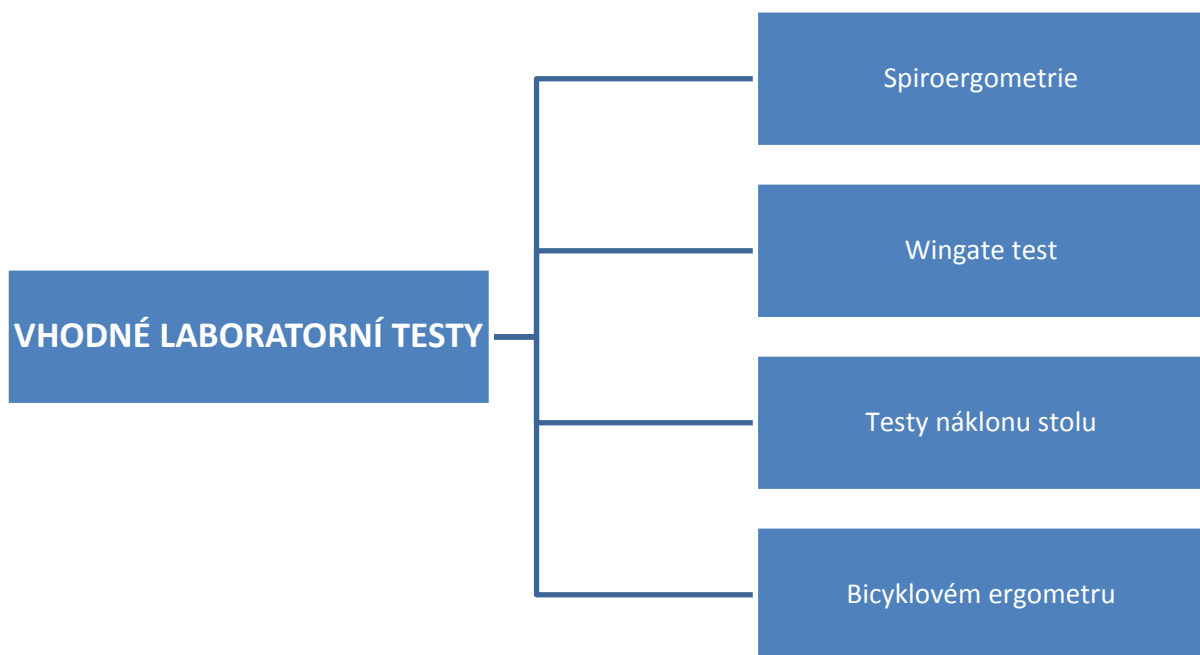 VHODNÉ LABORATORNÍ TESTY
Spiroergometrie
Wingate test
Testy náklonu stolu
Bicyklovém ergometru